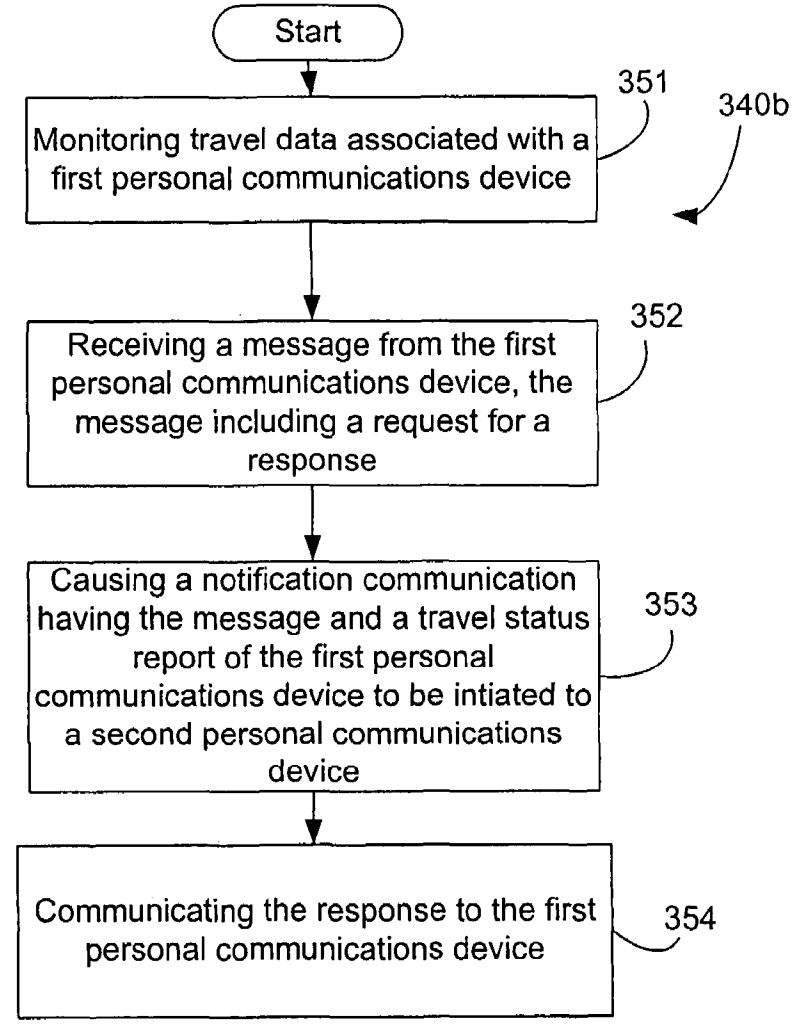 Start
351
340b
Monitoring travel data associated with a
first personal communications device
352
Receiving a message from the first
personal communications device, the
message including a request for a
response
353
Causing a notification communication
having the message and a travel status
report of the first personal
communications device to be intiated to
a second personal communications
device
354
Communicating the response to the first
personal communications device